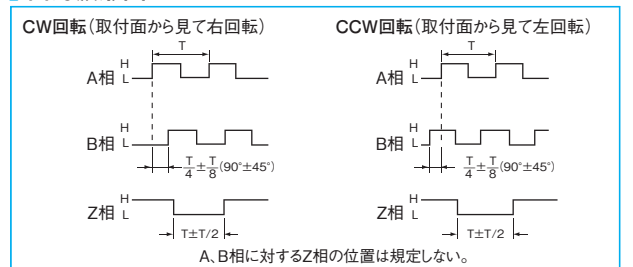 CW回転(取付面から見て右回転)
T
A相 H L
B相 H L
T/4±T/8(90°±45°)
Z相 H L
T±T/2
CCW回転(取付面から見て左回転)
T
A相 H L
B相 H L
T/4±T/8(90°±45°)
Z相 H L
T±T/2
A、B相に対するZ相の位置は規定しない。